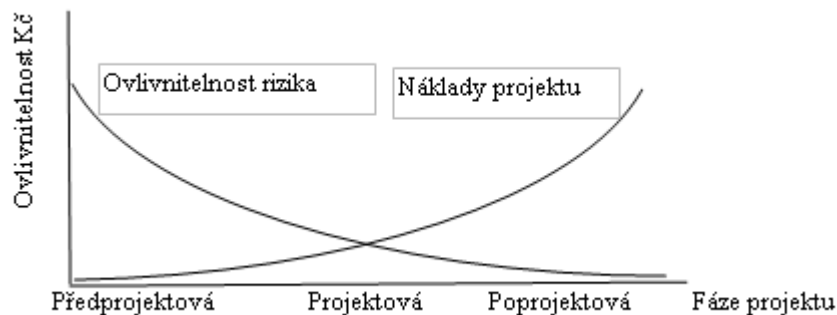 Ovlivnitelnost Kč
Ovlivnitelnost rizika
Náklady projektu
Předprojektová
Projektová
Poprojektová
Fáze projektu